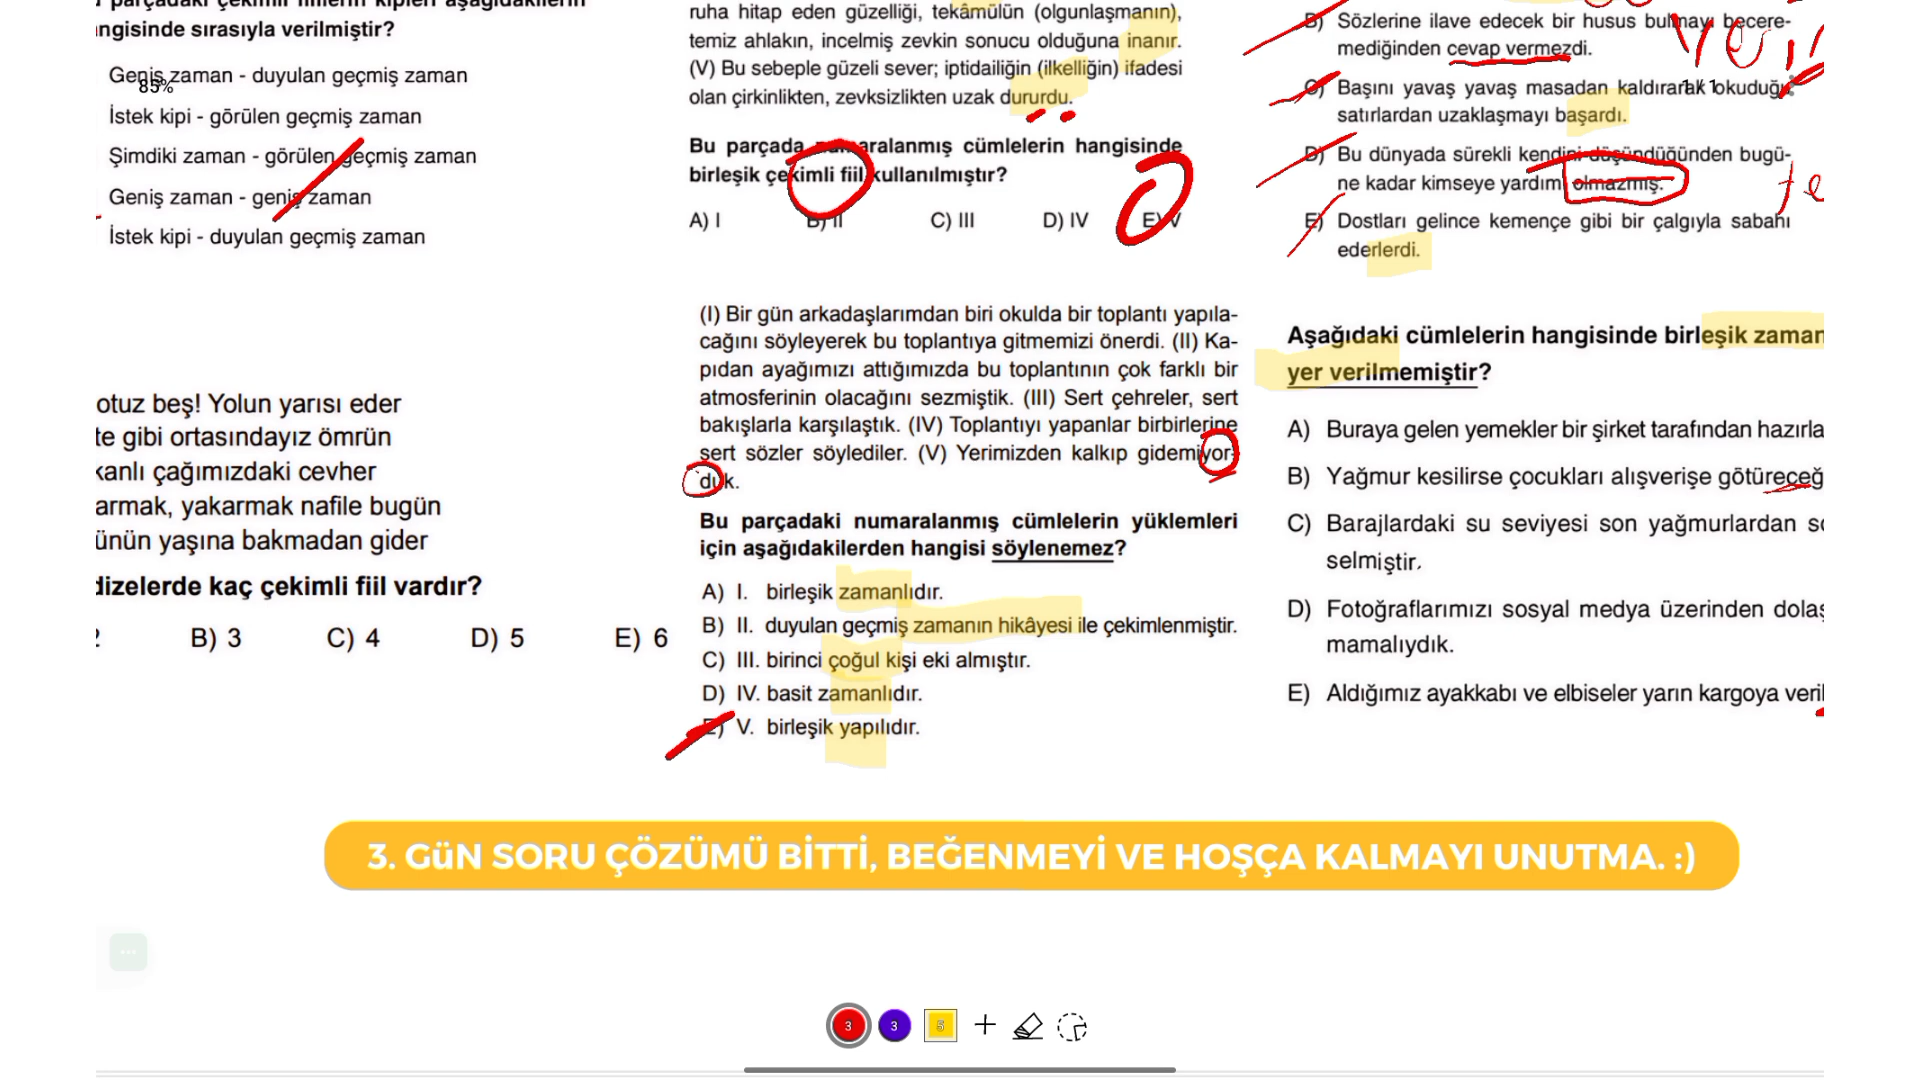 parçadaki çekimli fiillerin kipleri aşağıdakilerin
ngisinde sırasıyla verilmiştir?
Geniş zaman - duyulan geçmiş zaman
85%
İstek kipi - görülen geçmiş zaman
Şimdiki zaman - görülen geçmiş zaman
Geniş zaman - geniş zaman
İstek kipi - duyulan geçmiş zaman
otuz beş! Yolun yarısı eder
te gibi ortasındayız ömrün
kanlı çağımızdaki cevher
armak, yakarmak nafile bugün
ünün yaşına bakmadan gider
dizelerde kaç çekimli fiil vardır?
B) 3 C) 4 D) 5 E) 6
ruha hitap eden güzelliği, tekâmülün (olgunlaşmanın),
temiz ahlakın, incelmiş zevkin sonucu olduğuna inanır.
(V) Bu sebeple güzeli sever; iptidailiğin (ilkelliğin) ifadesi
olan çirkinlikten, zevksizlikten uzak dururdu.
Bu parçada numaralanmış cümlelerin hangisinde
birleşik çekimli fiil kullanılmıştır?
A) I B) II C) III D) IV E) V
(I) Bir gün arkadaşlarımdan biri okulda bir toplantı yapıla-
cağını söyleyerek bu toplantıya gitmemizi önerdi. (II) Ka-
pıdan ayağımızı attığımızda bu toplantının çok farklı bir
atmosferinin olacağını sezmiştik. (III) Sert çehreler, sert
bakışlarla karşılaştık. (IV) Toplantıyı yapanlar birbirlerine
sert sözler söylediler. (V) Yerimizden kalkıp gidemiyor-
duk.
Bu parçadaki numaralanmış cümlelerin yüklemleri
için aşağıdakilerden hangisi söylenemez?
A) I. birleşik zamanlıdır.
B) II. duyulan geçmiş zamanın hikâyesi ile çekimlenmiştir.
C) III. birinci çoğul kişi eki almıştır.
D) IV. basit zamanlıdır.
E) V. birleşik yapılıdır.
B) Sözlerine ilave edecek bir husus bulmayı becere-
mediğinden cevap vermezdi.
C) Başını yavaş yavaş masadan kaldırarak okuduğu
1 / 1
satırlardan uzaklaşmayı başardı.
D) Bu dünyada sürekli kendini düşündüğünden bugü-
ne kadar kimseye yardım olmazmış.
E) Dostları gelince kemençe gibi bir çalgıyla sabahı
ederlerdi.
Aşağıdaki cümlelerin hangisinde birleşik zaman
yer verilmemiştir?
A) Buraya gelen yemekler bir şirket tarafından hazırla
B) Yağmur kesilirse çocukları alışverişe götüreceğ
C) Barajlardaki su seviyesi son yağmurlardan so
selmiştir.
D) Fotoğraflarımızı sosyal medya üzerinden dolaş
mamalıydık.
E) Aldığımız ayakkabı ve elbiseler yarın kargoya veril
3. GüN SORU ÇÖZÜMÜ BİTTİ, BEĞENMEYİ VE HOŞÇA KALMAYI UNUTMA. :)
3 3 5